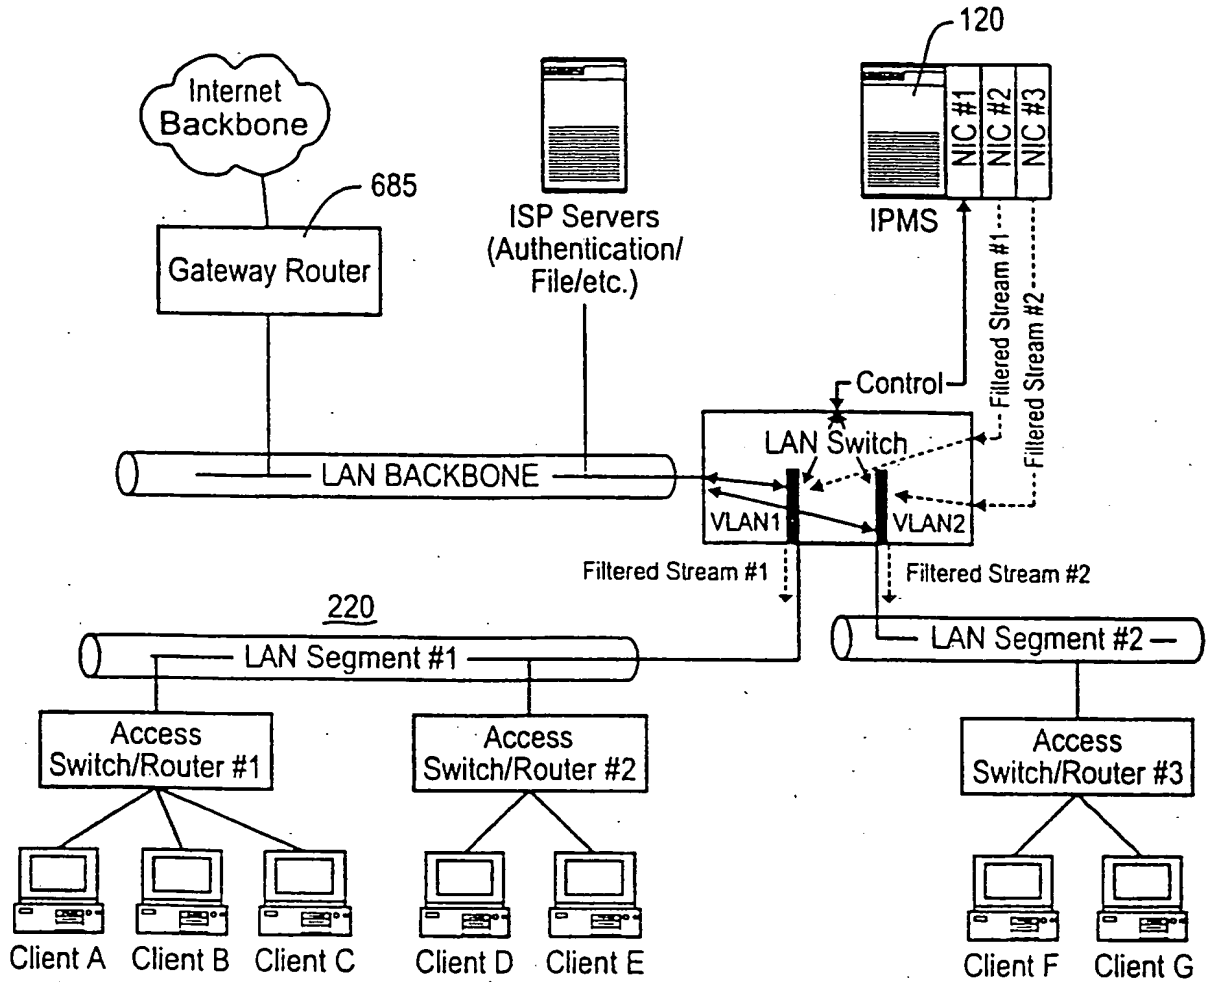 120
Internet
Backbone
NIC #1
NIC #2
NIC #3
685
ISP Servers
(Authentication/
File/etc.)
IPMS
Gateway Router
Filtered Stream #1
Filtered Stream #2
Control
LAN Switch
LAN BACKBONE
VLAN1
VLAN2
Filtered Stream #1
Filtered Stream #2
220
LAN Segment #1
LAN Segment #2
Access
Switch/Router #1
Access
Switch/Router #2
Access
Switch/Router #3
Client A
Client B
Client C
Client D
Client E
Client F
Client G